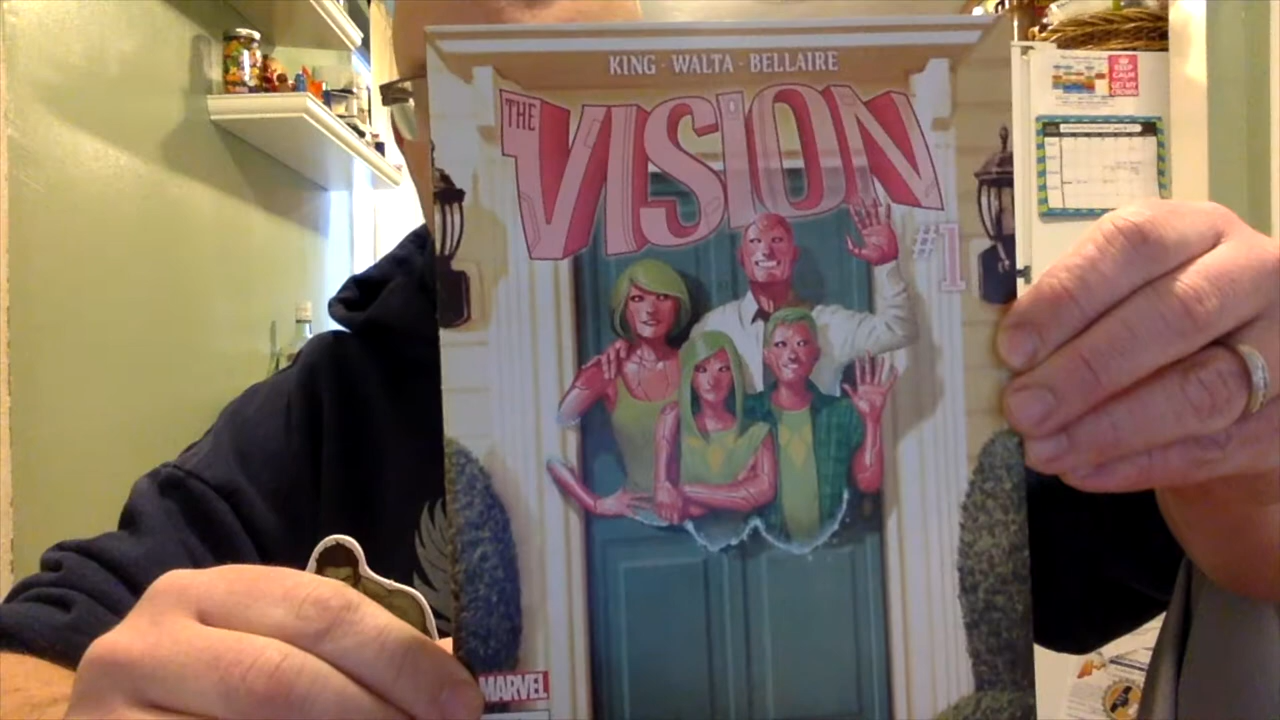 KING · WALTA · BELLAIRE
THE
VISION
#1
MARVEL
KEEP
CALM